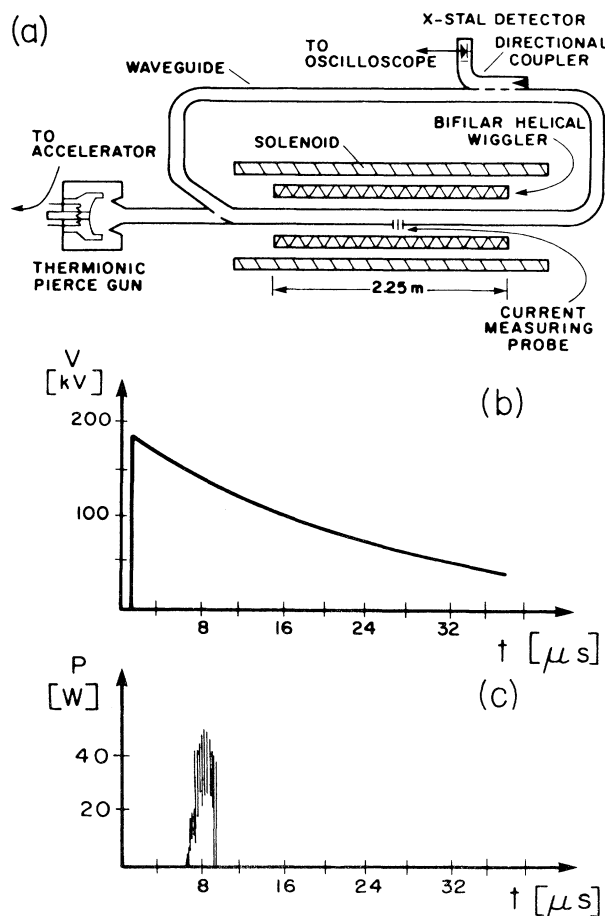 (a)
X-STAL DETECTOR
TO
OSCILLOSCOPE
DIRECTIONAL
COUPLER
WAVEGUIDE
BIFILAR HELICAL
WIGGLER
SOLENOID
TO
ACCELERATOR
THERMIONIC
PIERCE GUN
2.25 m
CURRENT
MEASURING
PROBE
V
[kV]
(b)
200
100
8 16 24 32
t [μs]
P
[W]
(c)
40
20
8 16 24 32
t [μs]